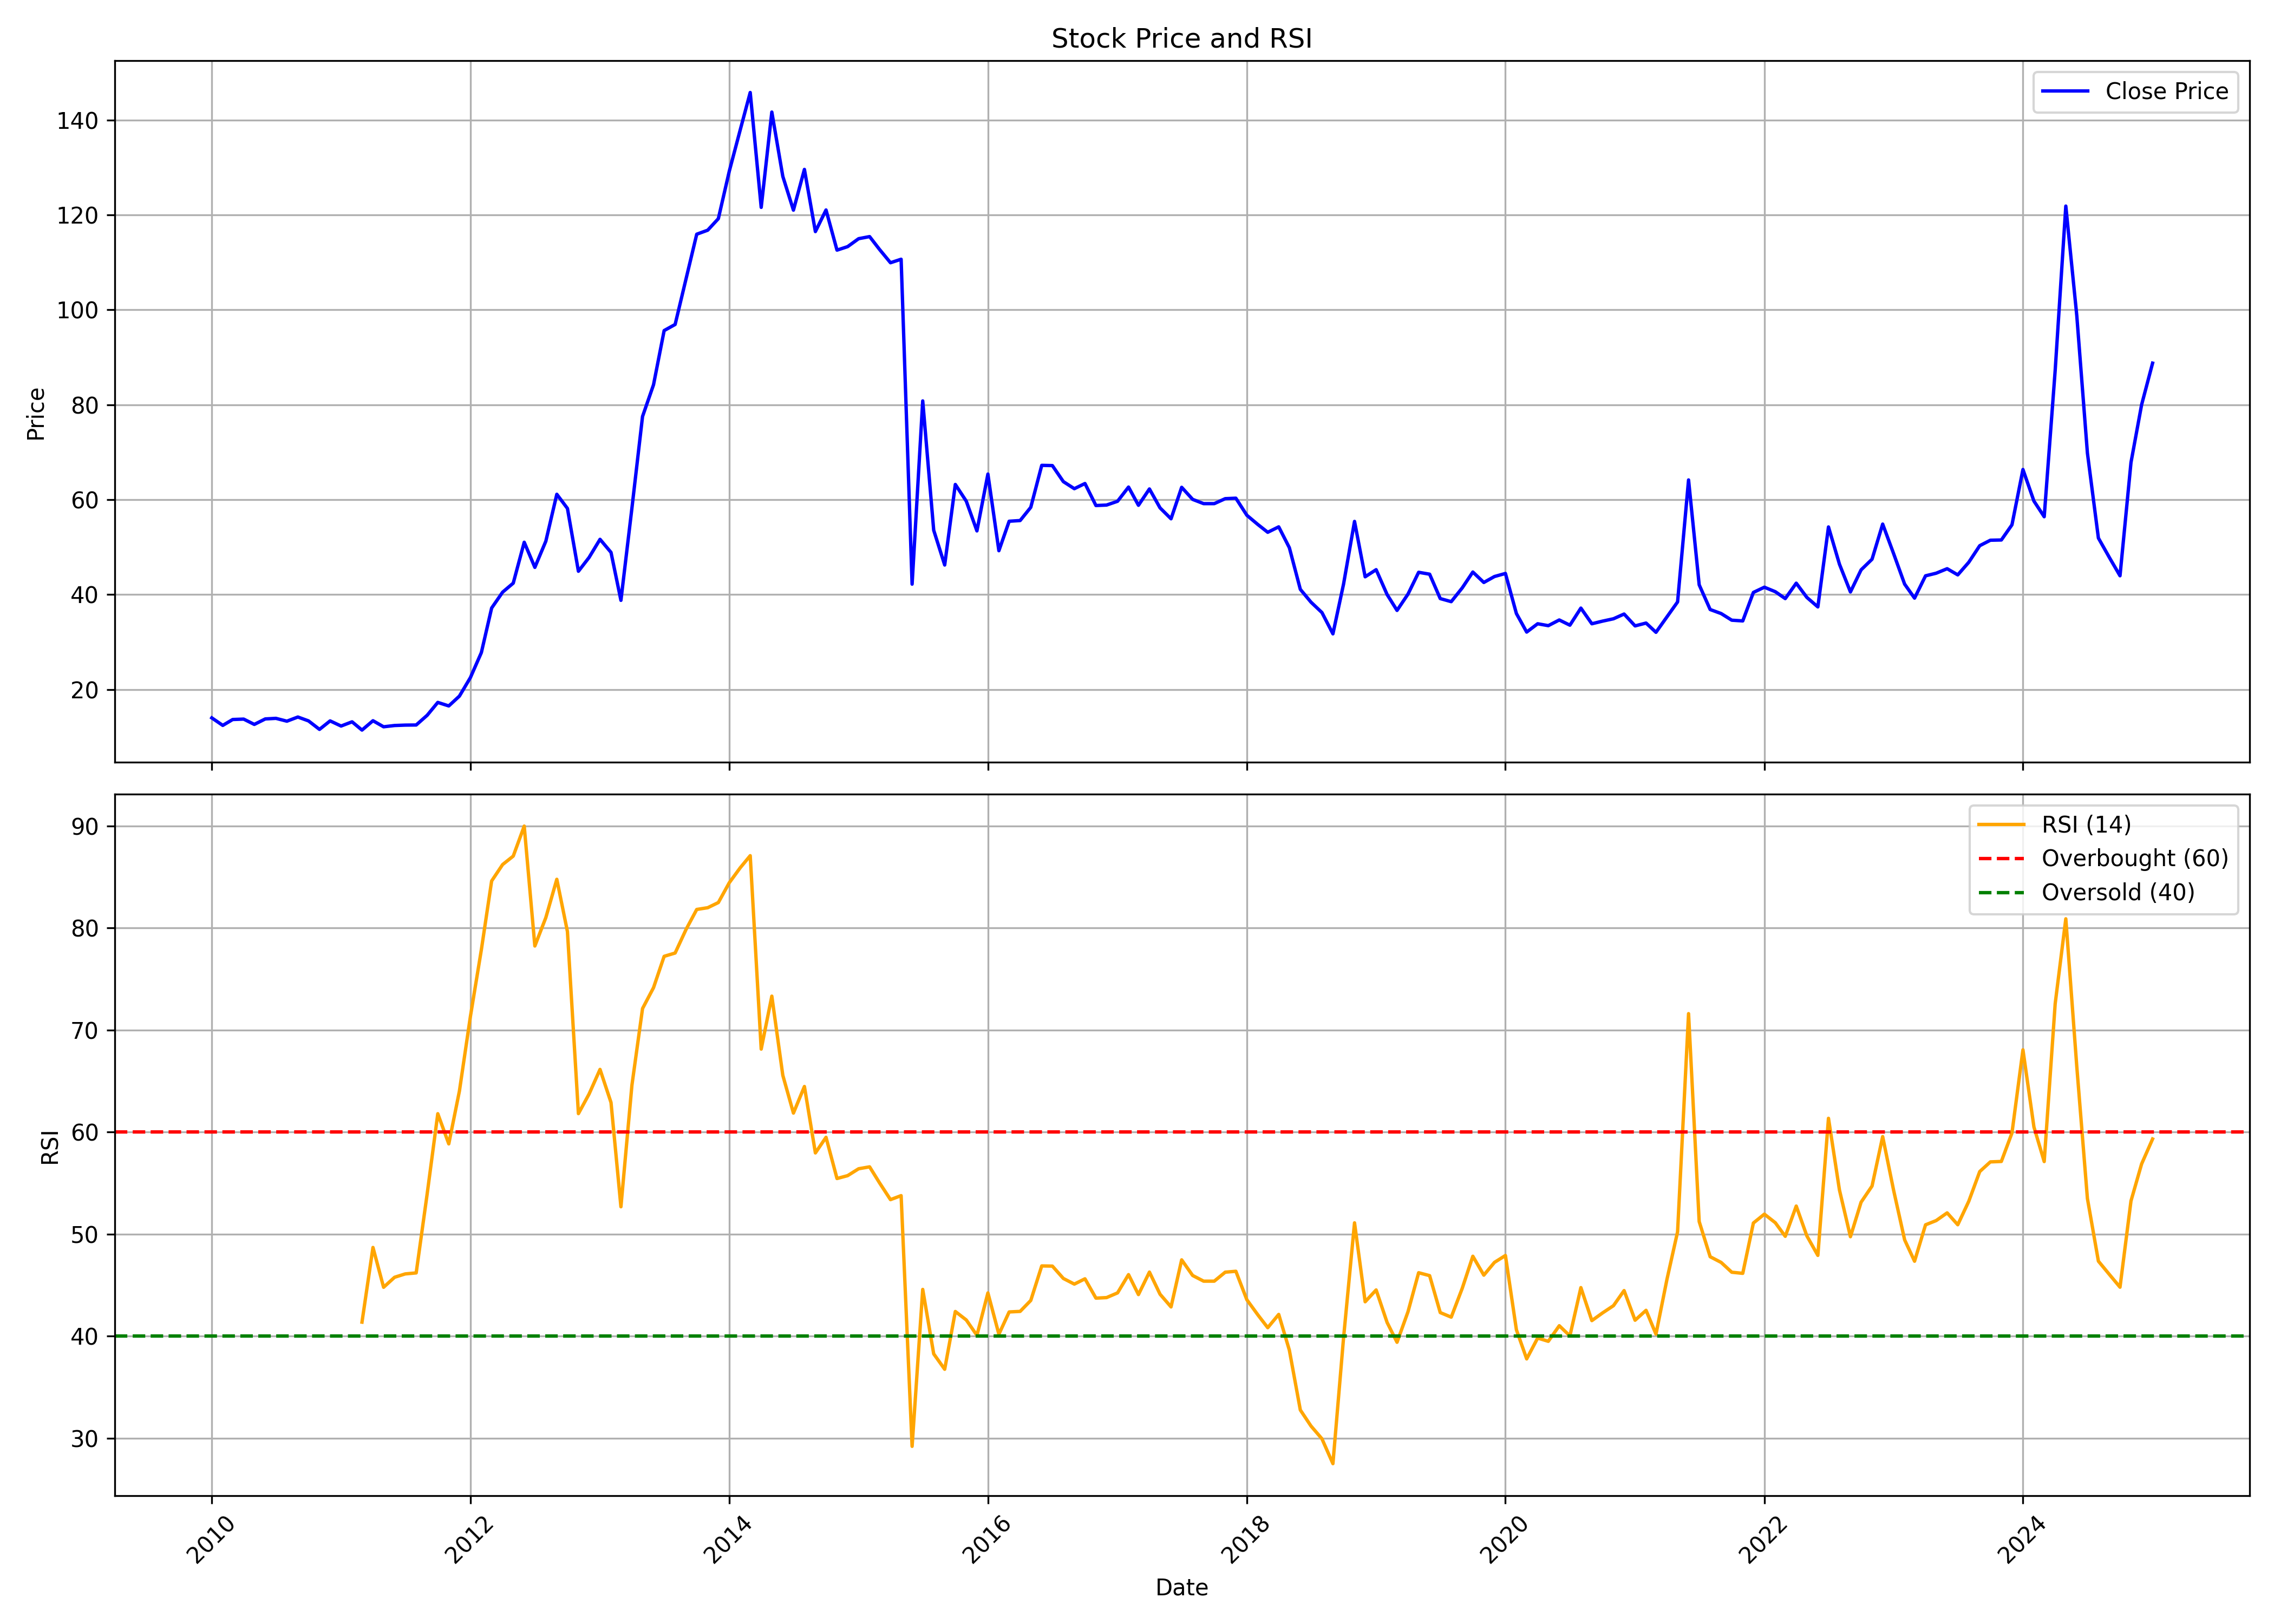 Stock Price and RSI
Close Price
140
120
100
80
60
40
20
Price
RSI (14)
Overbought (60)
Oversold (40)
90
80
70
60
50
40
30
RSI
2010
2012
2014
2016
2018
2020
2022
2024
Date